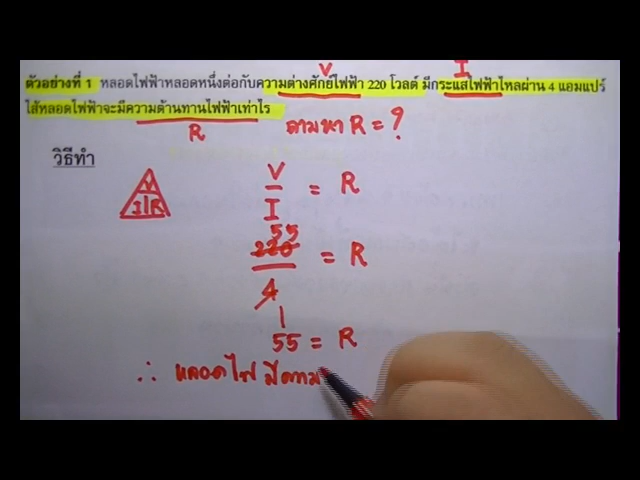 V I
ตัวอย่างที่ 1 หลอดไฟฟ้าหลอดหนึ่งต่อกับความต่างศักย์ไฟฟ้า 220 โวลต์ มีกระแสไฟฟ้าไหลผ่าน 4 แอมแปร์
ไส้หลอดไฟฟ้าจะมีความต้านทานไฟฟ้าเท่าไร
R ถามหา R = ?
วิธีทำ
V
I|R
V
— = R
I
55
220
— = R
4
1
55 = R
∴ หลอดไฟ มีความ